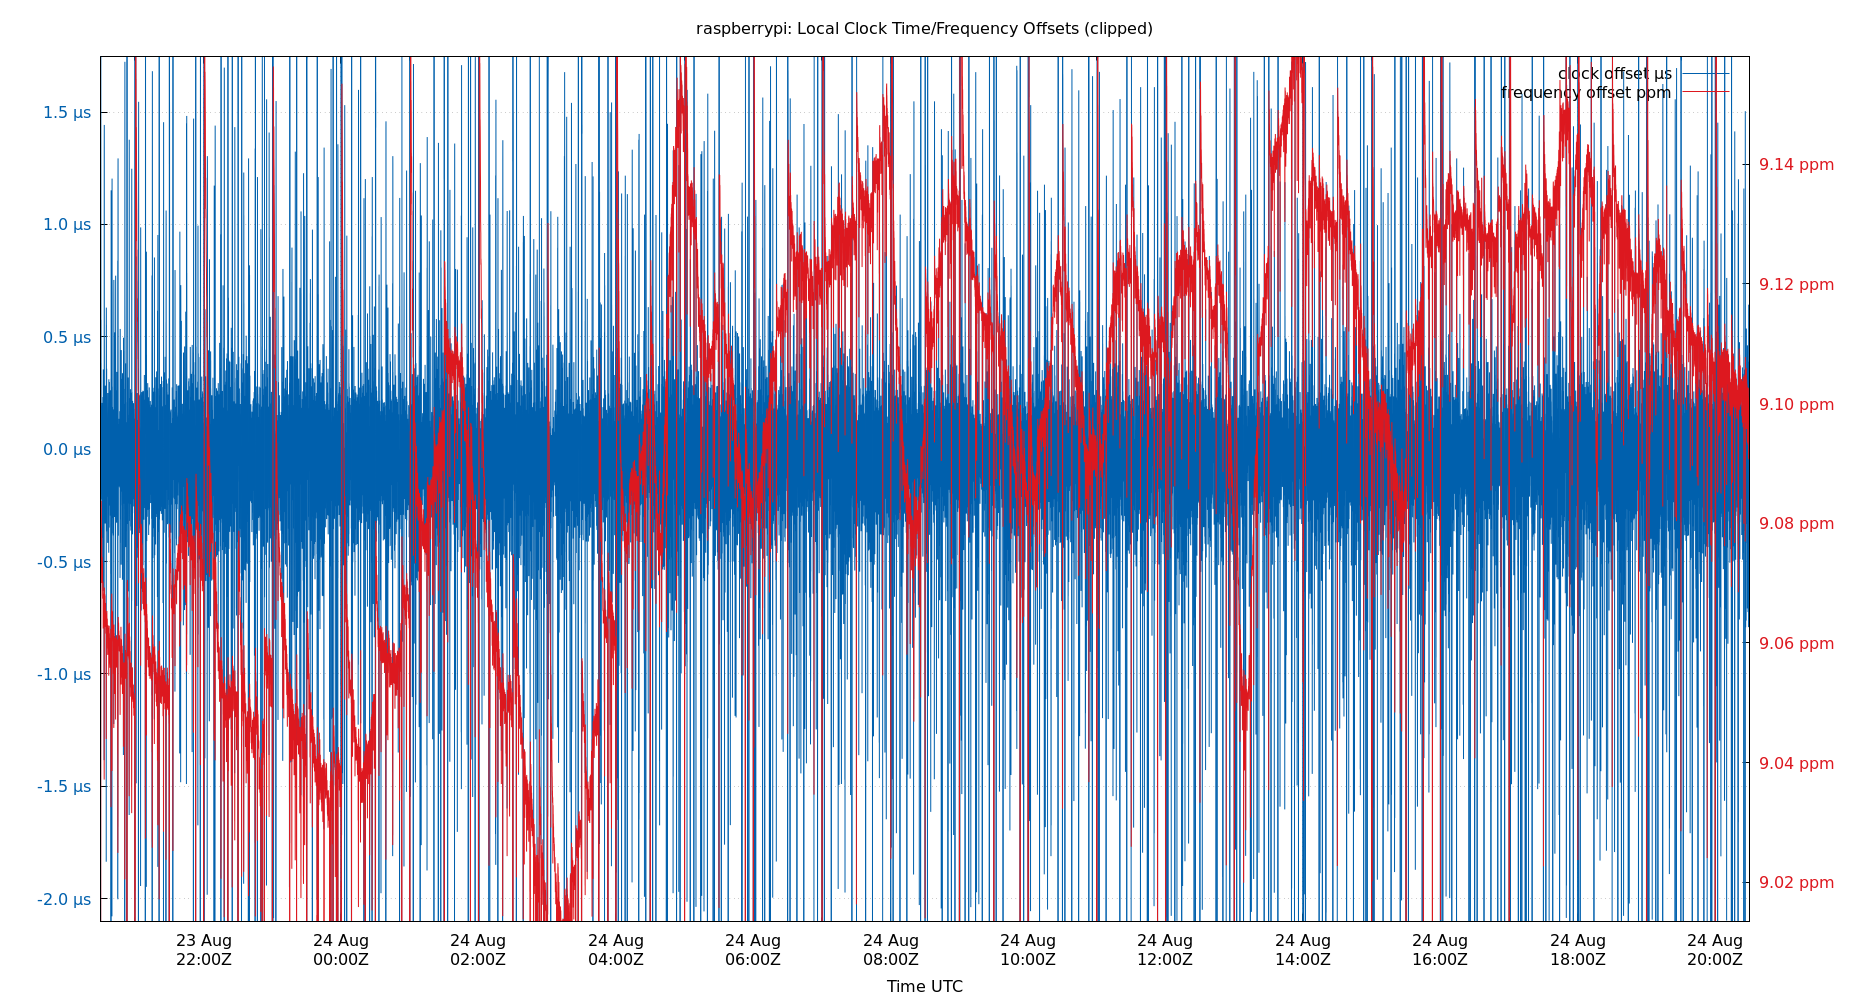 raspberrypi: Local Clock Time/Frequency Offsets (clipped)
clock offset µs
frequency offset ppm
1.5 µs
1.0 µs
0.5 µs
0.0 µs
-0.5 µs
-1.0 µs
-1.5 µs
-2.0 µs
9.14 ppm
9.12 ppm
9.10 ppm
9.08 ppm
9.06 ppm
9.04 ppm
9.02 ppm
23 Aug 24 Aug 24 Aug 24 Aug 24 Aug 24 Aug 24 Aug 24 Aug 24 Aug 24 Aug 24 Aug 24 Aug
22:00Z 00:00Z 02:00Z 04:00Z 06:00Z 08:00Z 10:00Z 12:00Z 14:00Z 16:00Z 18:00Z 20:00Z
Time UTC